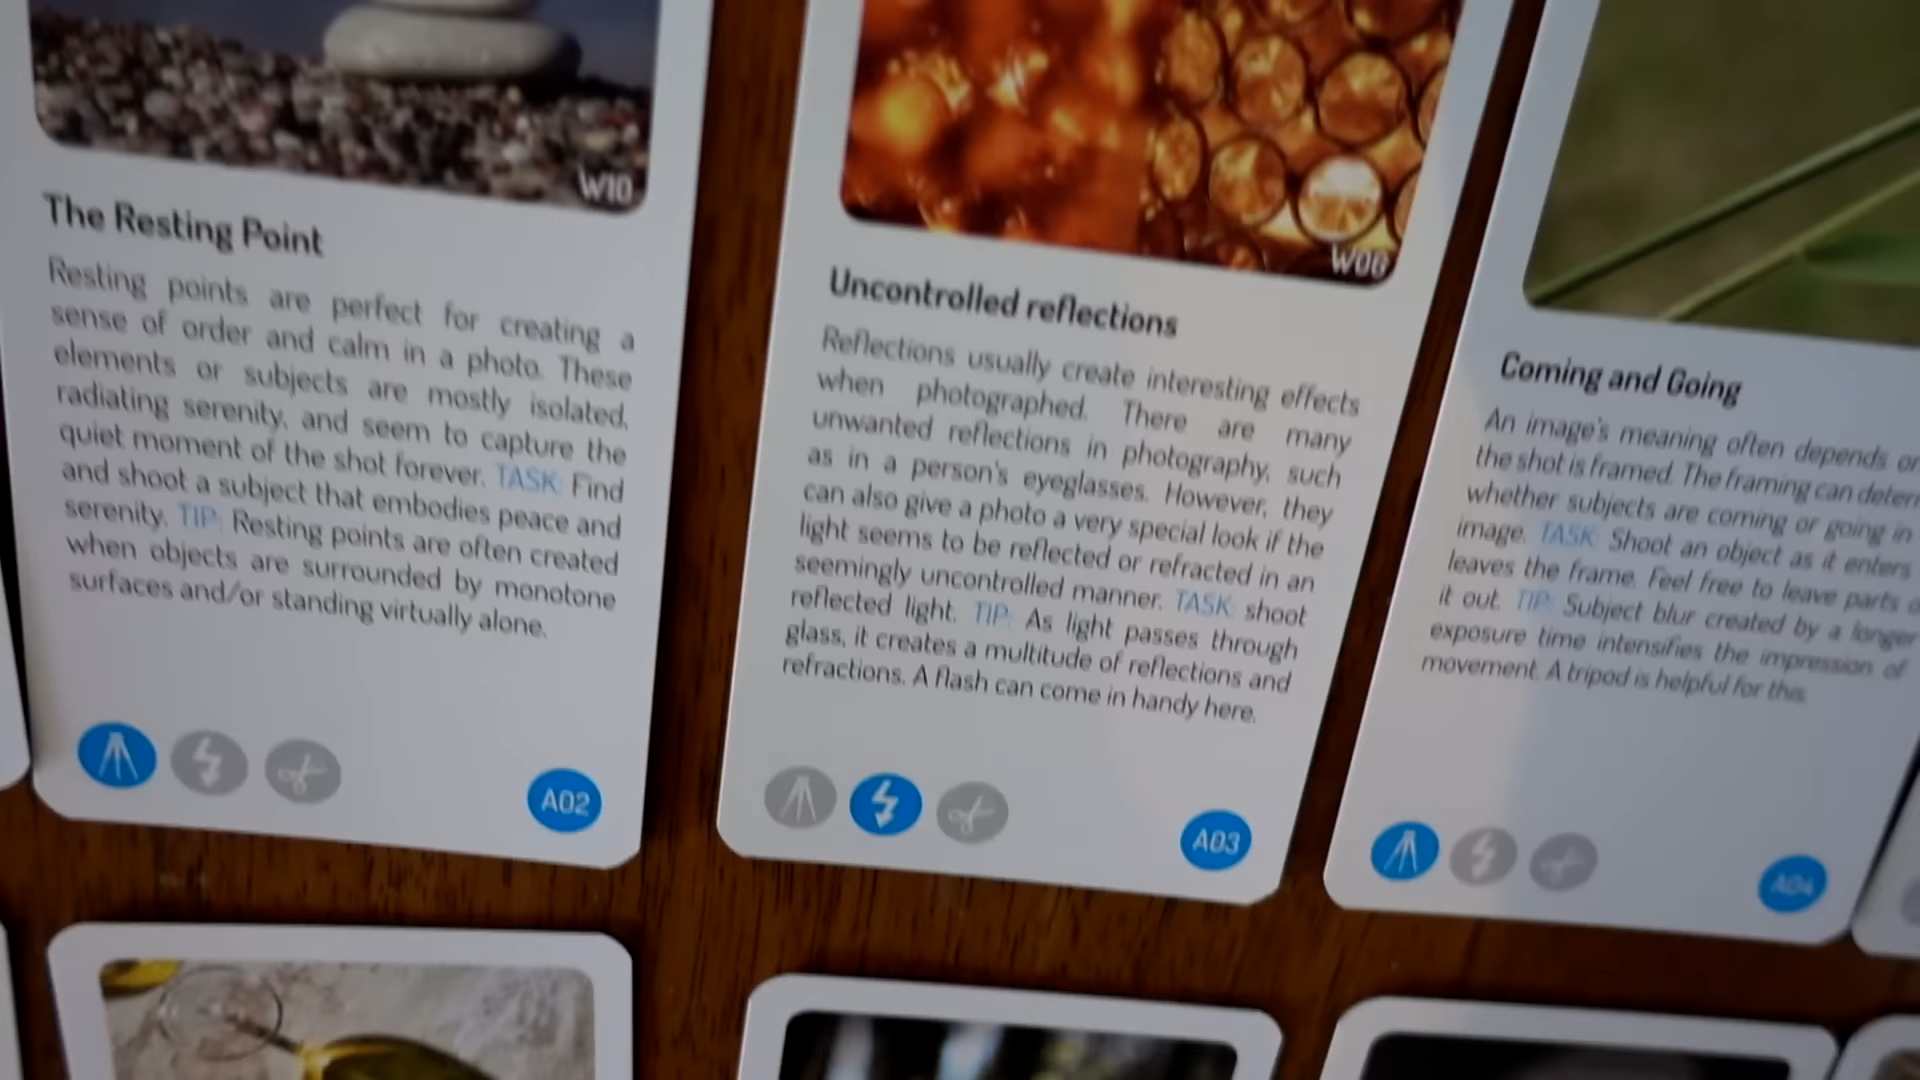 W10
The Resting Point
Resting points are perfect for creating a
sense of order and calm in a photo. These
elements or subjects are mostly isolated,
radiating serenity, and seem to capture the
quiet moment of the shot forever. TASK: Find
and shoot a subject that embodies peace and
serenity. TIP: Resting points are often created
when objects are surrounded by monotone
surfaces and/or standing virtually alone.
A02
Uncontrolled reflections
Reflections usually create interesting effects
when photographed. There are many
unwanted reflections in photography, such
as in a person's eyeglasses. However, they
can also give a photo a very special look if the
light seems to be reflected or refracted in an
seemingly uncontrolled manner. TASK: shoot
reflected light. TIP: As light passes through
glass, it creates a multitude of reflections and
refractions. A flash can come in handy here.
A03
Coming and Going
An image's meaning often depends on
the shot is framed. The framing can
whether subjects are coming or going in
image. TASK: Shoot an object as it enters
leaves the frame. Feel free to leave parts
it out. TIP: Subject blur created by a longer
exposure time intensifies the impression of
movement. A tripod is helpful for this.
A04